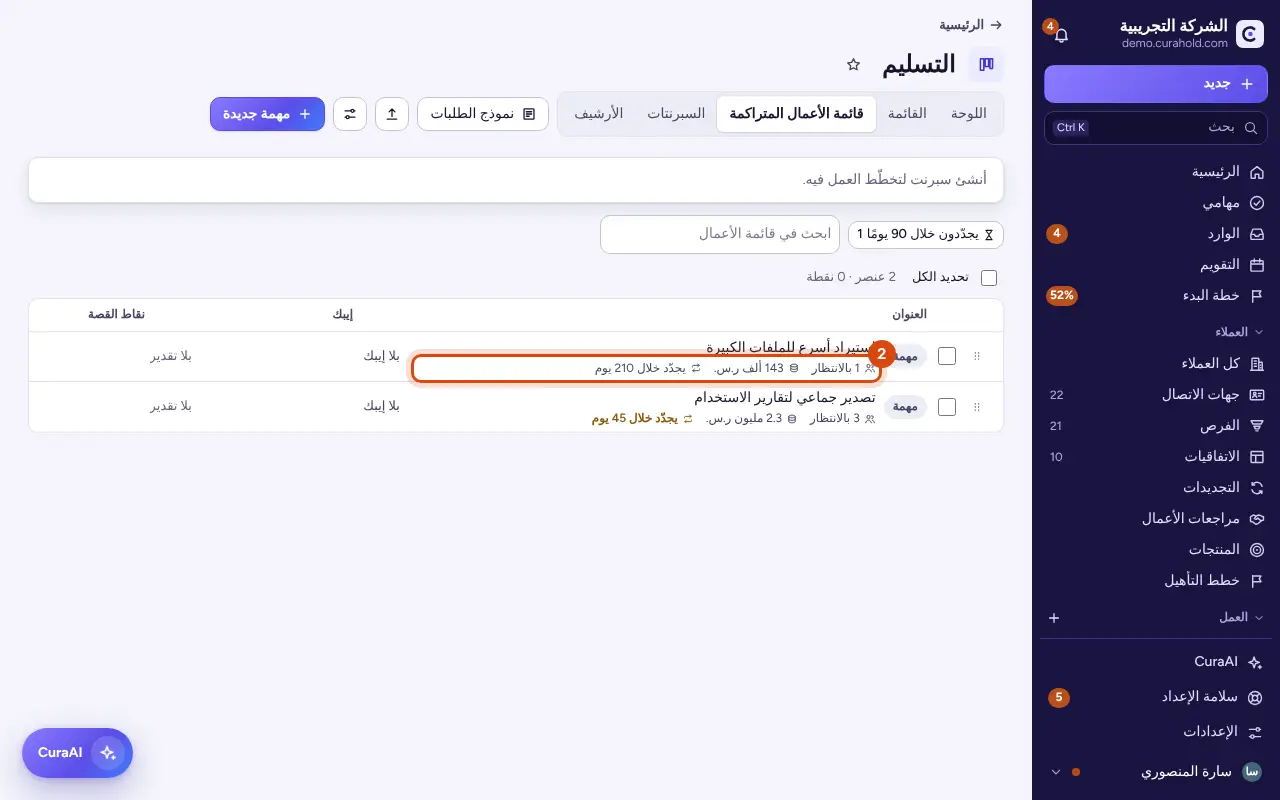 الشركة التجريبية
demo.curahold.com
4
جديد
بحث
Ctrl K
الرئيسية
مهامي
الوارد 4
التقويم
خطة البدء 52%
العملاء
كل العملاء
جهات الاتصال 22
الفرص 21
الاتفاقيات 10
التجديدات
مراجعات الأعمال
المنتجات
خطط التأهيل
العمل
CuraAI
سلامة الإعداد 5
الإعدادات
سا سارة المنصوري
الرئيسية
التسليم
اللوحة القائمة قائمة الأعمال المتراكمة السبرنتات الأرشيف نموذج الطلبات مهمة جديدة
أنشئ سبرنت لتخطّط العمل فيه.
يجدّدون خلال 90 يومًا 1 ابحث في قائمة الأعمال
تحديد الكل 2 عنصر · 0 نقطة
العنوان إيبك نقاط القصة
مهمة استيراد أسرع للملفات الكبيرة بلا إيبك بلا تقدير
2
1 بالانتظار 143 ألف ر.س. يجدّد خلال 210 يوم
مهمة تصدير جماعي لتقارير الاستخدام بلا إيبك بلا تقدير
3 بالانتظار 2.3 مليون ر.س. يجدّد خلال 45 يوم
CuraAI